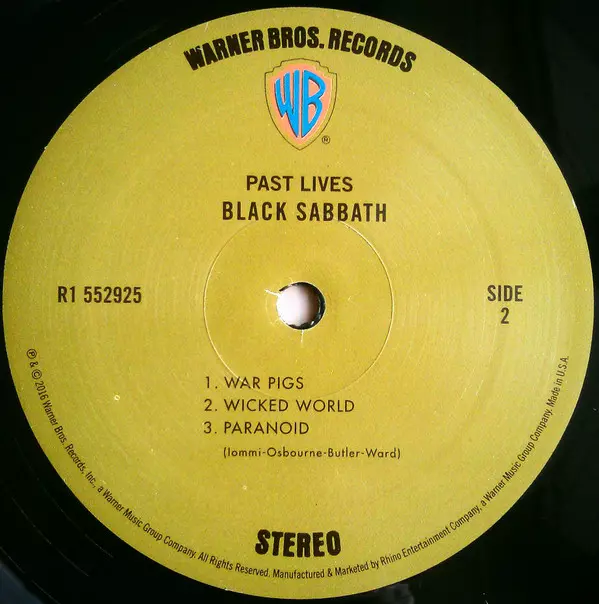 WARNER BROS. RECORDS
WB
®
PAST LIVES
BLACK SABBATH
R1 552925
SIDE
2
1. WAR PIGS
2. WICKED WORLD
3. PARANOID
(Iommi-Osbourne-Butler-Ward)
STEREO
℗ & © 2016 Warner Bros. Records, Inc., a Warner Music Group Company. All Rights Reserved. Manufactured & Marketed by Rhino Entertainment Company, a Warner Music Group Company. Made in U.S.A.